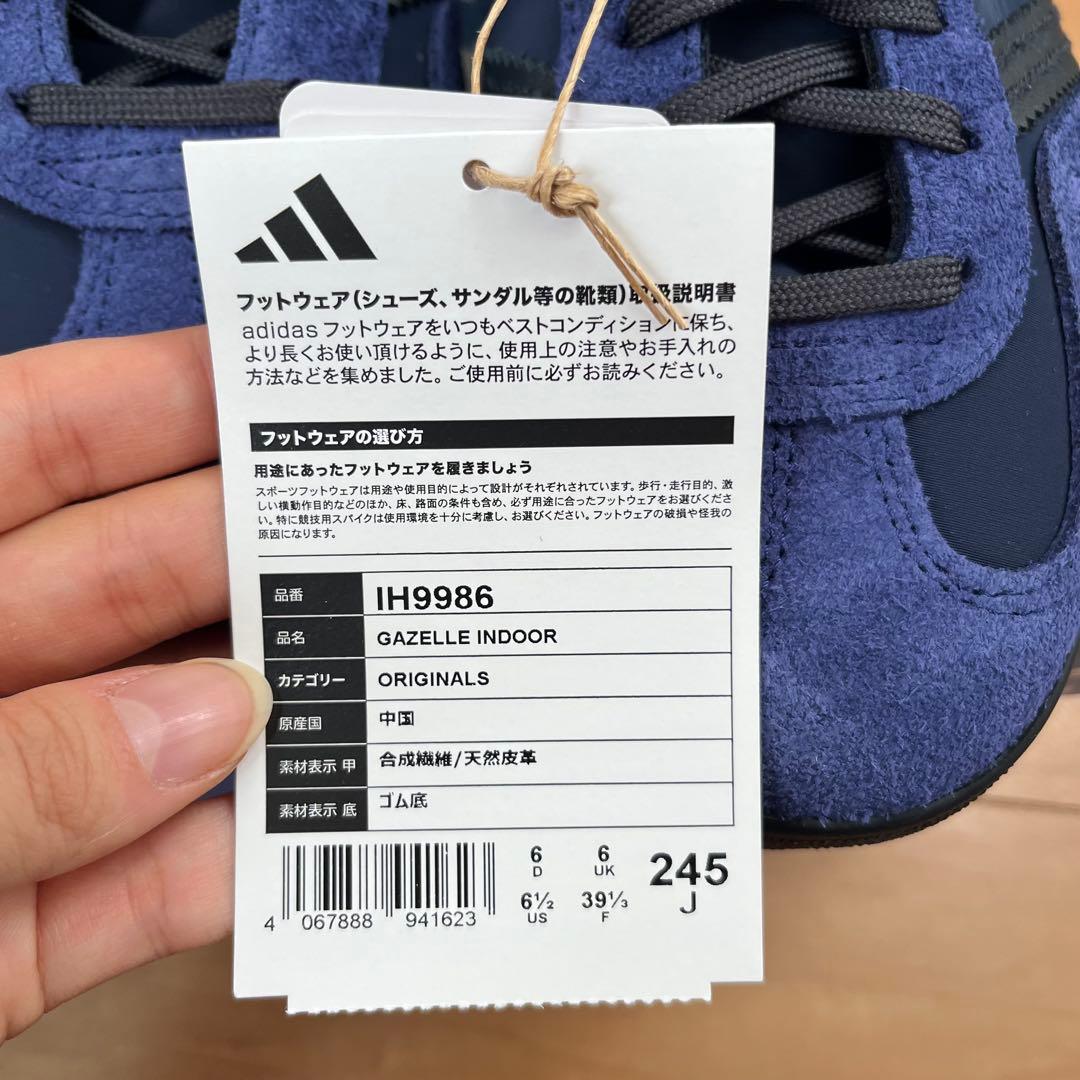 フットウェア(シューズ、サンダル等の靴類)取扱説明書
adidas フットウェアをいつもベストコンディションに保ち、
より長くお使い頂けるように、使用上の注意やお手入れの
方法などを集めました。ご使用前に必ずお読みください。
フットウェアの選び方
用途にあったフットウェアを履きましょう
スポーツフットウェアは用途や使用目的によって設計がそれぞれされています。歩行・走行目的、激
しい横動作目的などのほか、床、路面の条件も含め、必ず用途に合ったフットウェアをお選びくださ
い。特に競技用スパイクは使用環境を十分に考慮し、お選びください。フットウェアの破損や怪我の
原因になります。
品番 IH9986
品名 GAZELLE INDOOR
カテゴリー ORIGINALS
原産国 中国
素材表示 甲 合成繊維/天然皮革
素材表示 底 ゴム底
6 6 245
D UK J
6½ 39⅓
US F
4 067888 941623